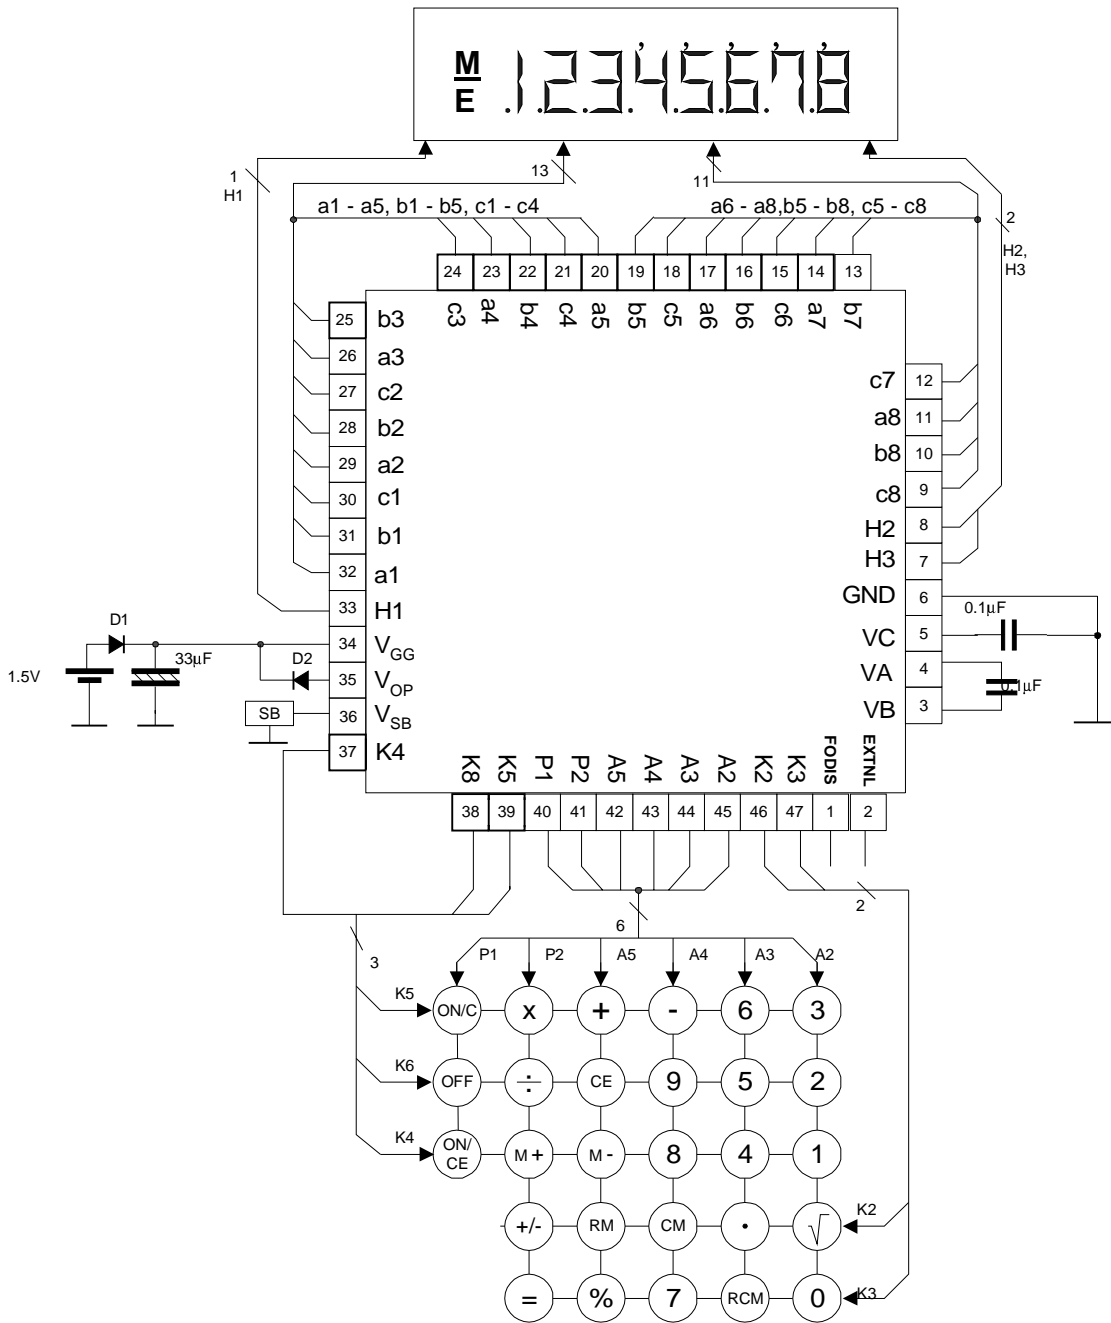 M
E
.1.2.3.'4.'5.'6.'7.'8
1
H1
13
11
2
H2,
H3
a1 - a5, b1 - b5, c1 - c4
a6 - a8,b5 - b8, c5 - c8
24 23 22 21 20 19 18 17 16 15 14 13
c3 a4 b4 c4 a5 b5 c5 a6 b6 c6 a7 b7
25 b3
26 a3
27 c2
28 b2
29 a2
30 c1
31 b1
32 a1
33 H1
34 VGG
35 VOP
36 VSB
37 K4
c7 12
a8 11
b8 10
c8 9
H2 8
H3 7
GND 6
VC 5
VA 4
VB 3
D1
33µF
D2
1.5V
SB
0.1µF
0.1µF
K8 K5 P1 P2 A5 A4 A3 A2 K2 K3 FODIS EXTNL
38 39 40 41 42 43 44 45 46 47 1 2
3
6
2
P1 P2 A5 A4 A3 A2
K5 ON/C x + - 6 3
K6 OFF ÷ CE 9 5 2
K4 ON/
CE M+ M- 8 4 1
+/- RM CM • √ K2
= % 7 RCM 0 K3